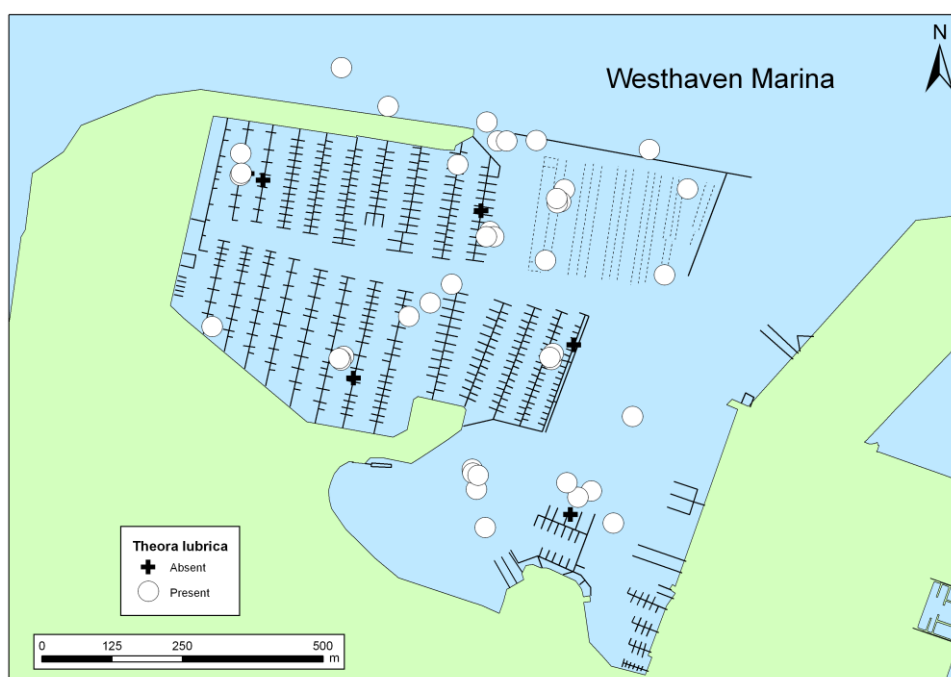 Westhaven Marina
N
Theora lubrica
Absent
Present
0 125 250 500
m